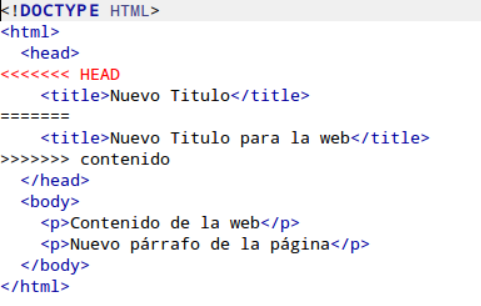 <!DOCTYPE HTML>
<html>
  <head>
<<<<<<< HEAD
    <title>Nuevo Titulo</title>
=======
    <title>Nuevo Titulo para la web</title>
>>>>>>> contenido
  </head>
  <body>
    <p>Contenido de la web</p>
    <p>Nuevo párrafo de la página</p>
  </body>
</html>